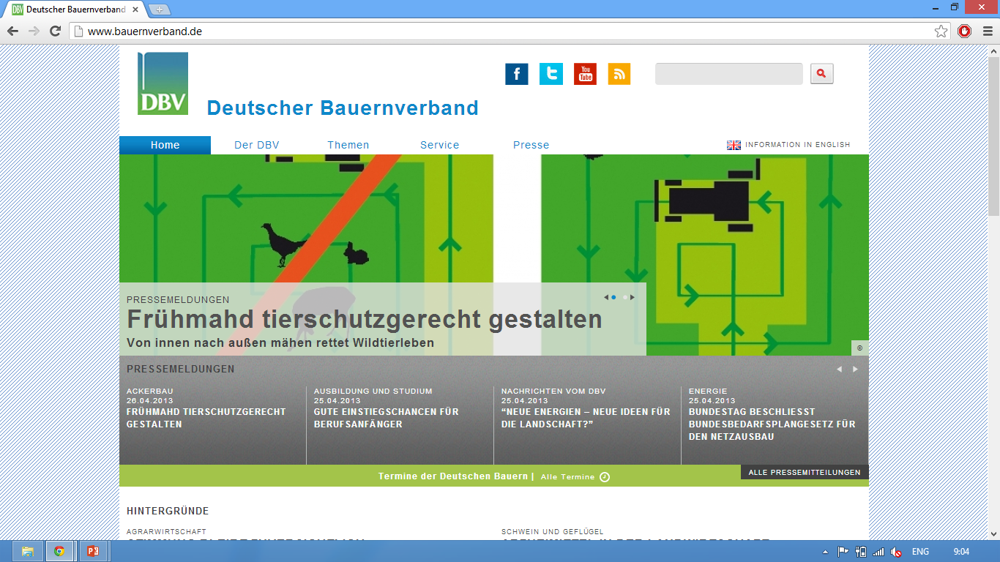 Deutscher Bauernverband
www.bauernverband.de
DBV
Deutscher Bauernverband
f
t
You Tube
Home
Der DBV
Themen
Service
Presse
INFORMATION IN ENGLISH
PRESSEMELDUNGEN
Frühmahd tierschutzgerecht gestalten
Von innen nach außen mähen rettet Wildtierleben
©
PRESSEMELDUNGEN
ACKERBAU
26.04.2013
FRÜHMAHD TIERSCHUTZGERECHT
GESTALTEN
AUSBILDUNG UND STUDIUM
25.04.2013
GUTE EINSTIEGSCHANCEN FÜR
BERUFSANFÄNGER
NACHRICHTEN VOM DBV
25.04.2013
“NEUE ENERGIEN – NEUE IDEEN FÜR
DIE LANDSCHAFT?”
ENERGIE
25.04.2013
BUNDESTAG BESCHLIESST
BUNDESBEDARFSPLANGESETZ FÜR
DEN NETZAUSBAU
Termine der Deutschen Bauern | Alle Termine
ALLE PRESSEMITTEILUNGEN
HINTERGRÜNDE
AGRARWIRTSCHAFT
SCHWEIN UND GEFLÜGEL
ENG
9:04